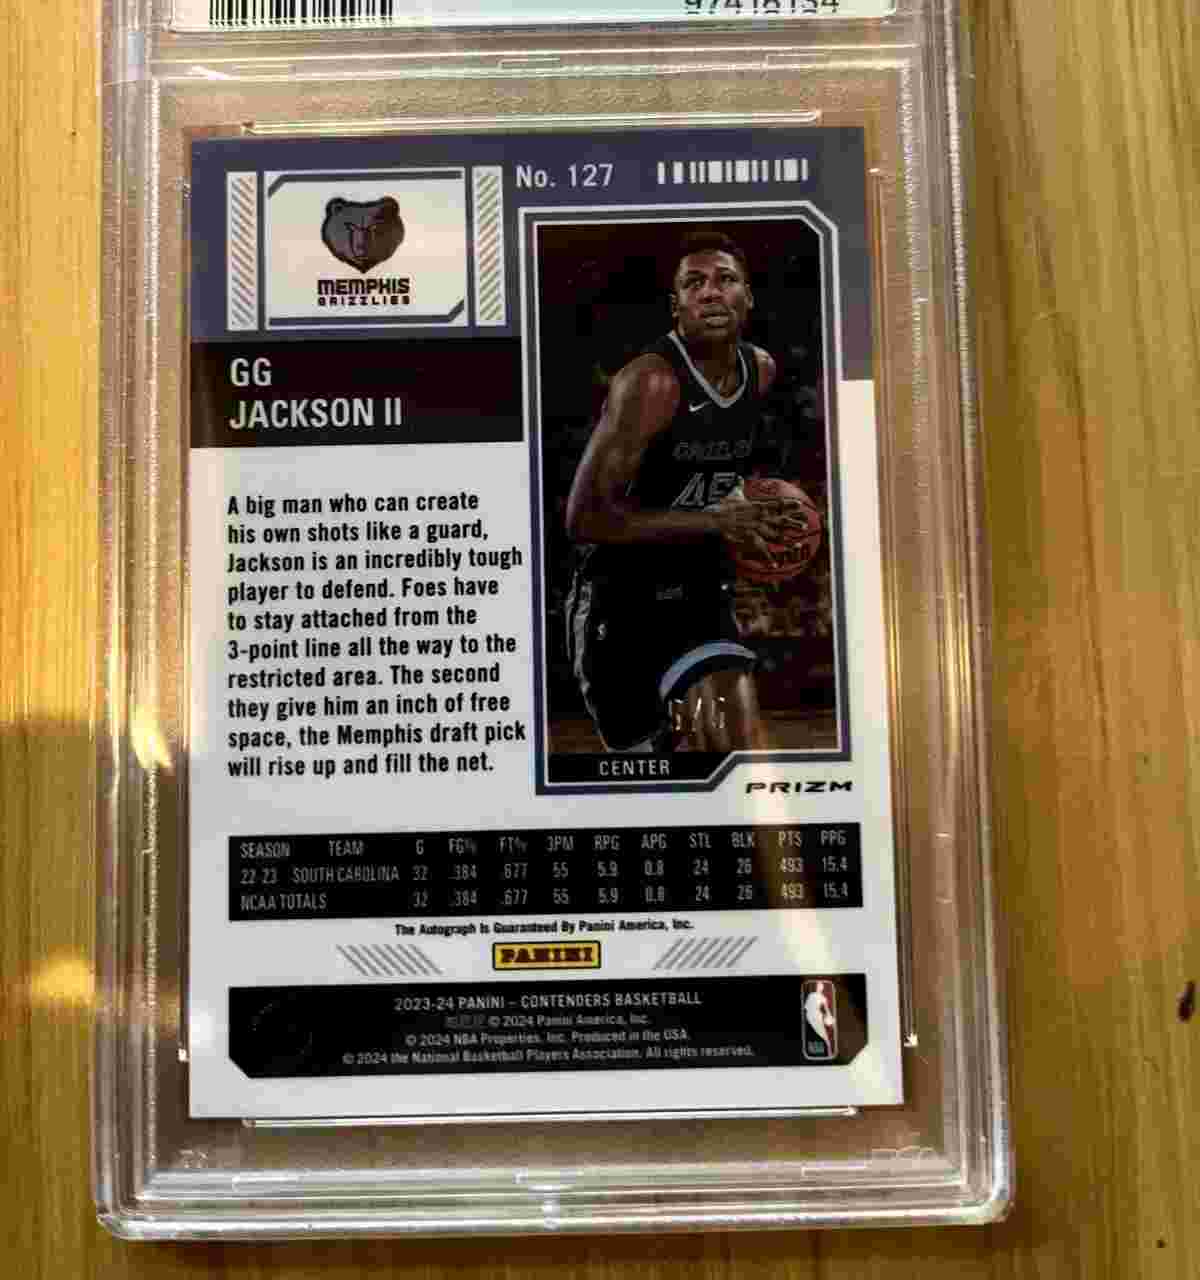 97418134
No. 127
MEMPHIS
GRIZZLIES
GG
JACKSON II
A big man who can create
his own shots like a guard,
Jackson is an incredibly tough
player to defend. Foes have
to stay attached from the
3-point line all the way to the
restricted area. The second
they give him an inch of free
space, the Memphis draft pick
will rise up and fill the net.
45
CENTER
PRIZM
SEASON TEAM G FG% FT% 3PM RPG APG STL BLK PTS PPG
22-23 SOUTH CAROLINA 32 .384 .677 55 5.9 0.8 24 26 493 15.4
NCAA TOTALS 32 .384 .677 55 5.9 0.8 24 26 493 15.4
The Autograph Is Guaranteed By Panini America, Inc.
PANINI
2023-24 PANINI - CONTENDERS BASKETBALL
© 2024 Panini America, Inc.
© 2024 NBA Properties, Inc. Produced in the USA.
© 2024 the National Basketball Players Association. All rights reserved.
NBA